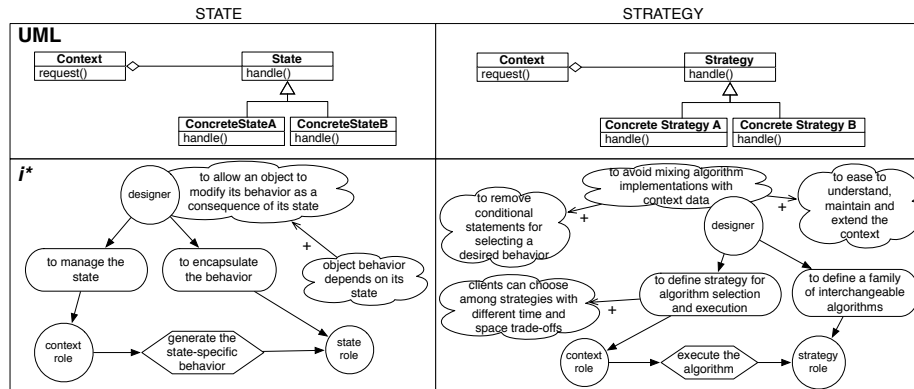 STATE
STRATEGY
UML
Context
request()
State
handle()
ConcreteStateA
handle()
ConcreteStateB
handle()
Context
request()
Strategy
handle()
Concrete Strategy A
handle()
Concrete Strategy B
handle()
i*
designer
to allow an object to
modify its behavior as a
consequence of its state
+
object behavior
depends on its
state
to manage the
state
to encapsulate
the behavior
context
role
generate the
state-specific
behavior
state
role
to avoid mixing algorithm
implementations with
context data
to remove
conditional
statements for
selecting a
desired behavior
+
+
to ease to
understand,
maintain and
extend the
context
designer
clients can choose
among strategies with
different time and
space trade-offs
+
to define strategy for
algorithm selection
and execution
to define a family
of interchangeable
algorithms
context
role
execute the
algorithm
strategy
role